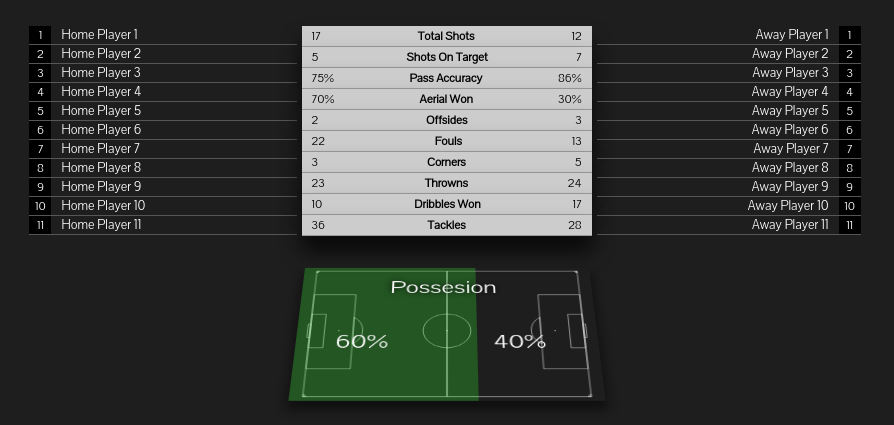 1 Home Player 1
2 Home Player 2
3 Home Player 3
4 Home Player 4
5 Home Player 5
6 Home Player 6
7 Home Player 7
8 Home Player 8
9 Home Player 9
10 Home Player 10
11 Home Player 11
17 Total Shots 12
5 Shots On Target 7
75% Pass Accuracy 86%
70% Aerial Won 30%
2 Offsides 3
22 Fouls 13
3 Corners 5
23 Throwns 24
10 Dribbles Won 17
36 Tackles 28
Away Player 1 1
Away Player 2 2
Away Player 3 3
Away Player 4 4
Away Player 5 5
Away Player 6 6
Away Player 7 7
Away Player 8 8
Away Player 9 9
Away Player 10 10
Away Player 11 11
Possesion
60% 40%